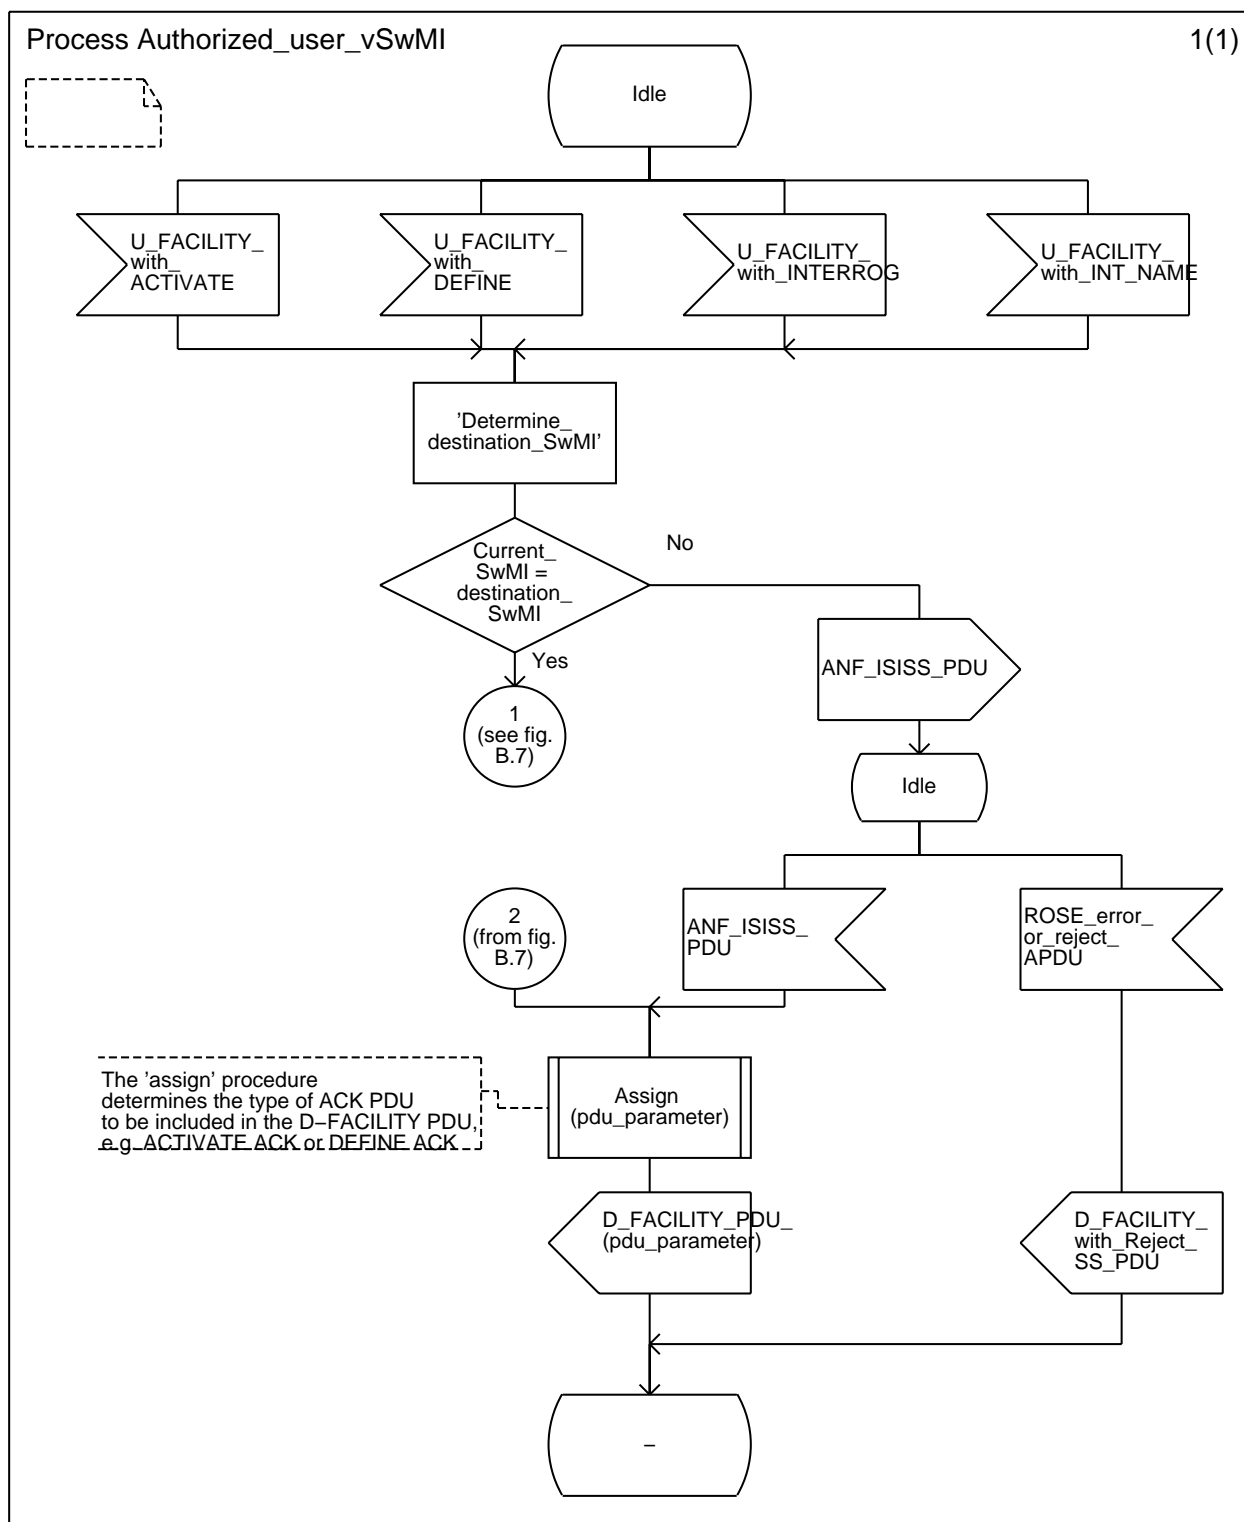 Process Authorized_user_vSwMI
1(1)
Idle
U_FACILITY_
with_
ACTIVATE
U_FACILITY_
with_
DEFINE
U_FACILITY_
with_INTERROG
U_FACILITY_
with_INT_NAME
’Determine_
destination_SwMI’
Current_
SwMI =
destination_
SwMI
No
Yes
ANF_ISISS_PDU
1
(see fig.
B.7)
Idle
2
(from fig.
B.7)
ANF_ISISS_
PDU
ROSE_error_
or_reject_
APDU
The ’assign’ procedure
determines the type of ACK PDU
to be included in the D−FACILITY PDU,
e.g. ACTIVATE ACK or DEFINE ACK
Assign
(pdu_parameter)
D_FACILITY_PDU_
(pdu_parameter)
D_FACILITY_
with_Reject_
SS_PDU
−